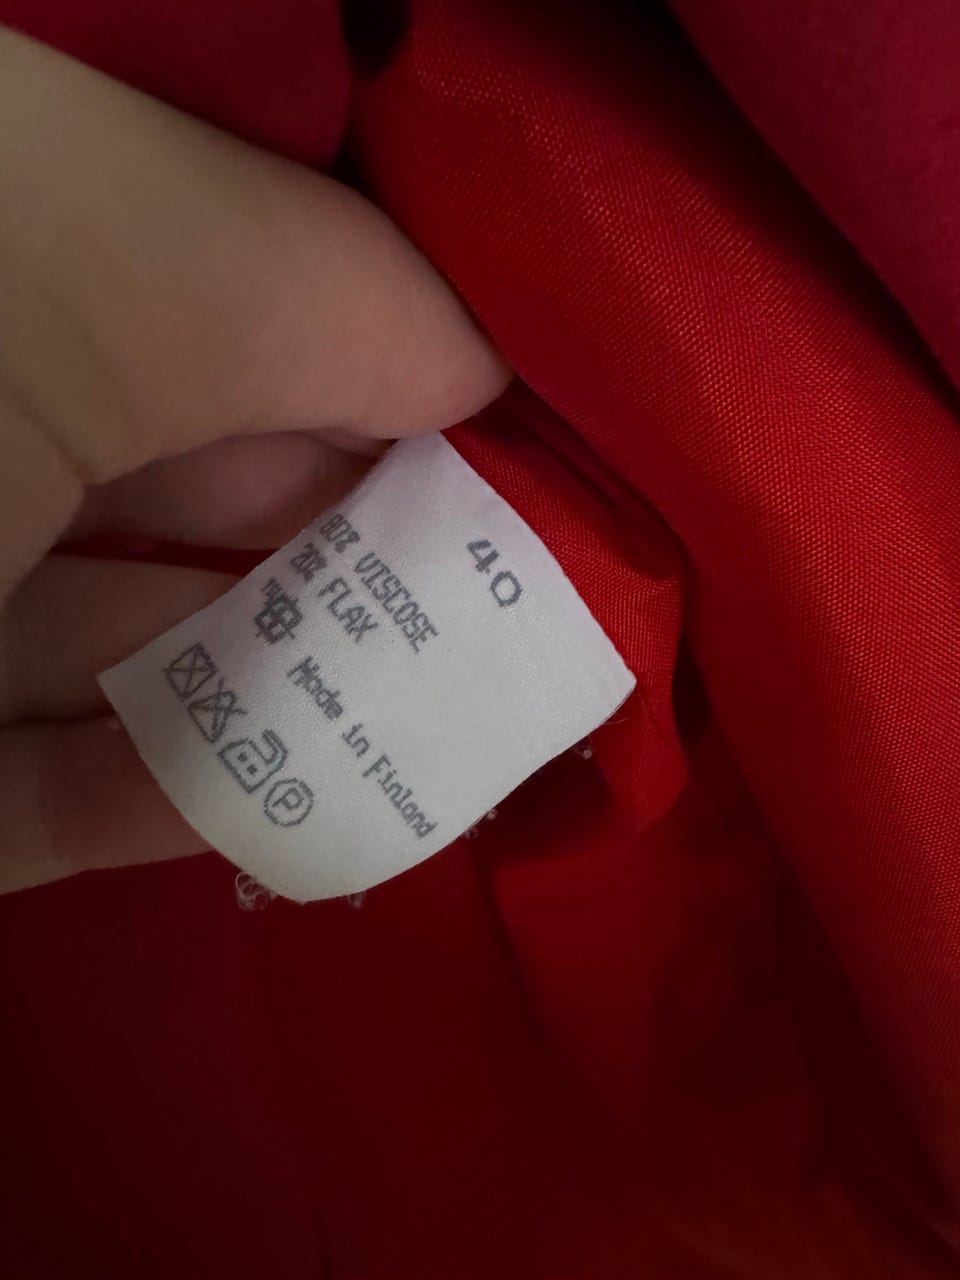 40
80% VISCOSE
20% FLAX
Made in Finland
P